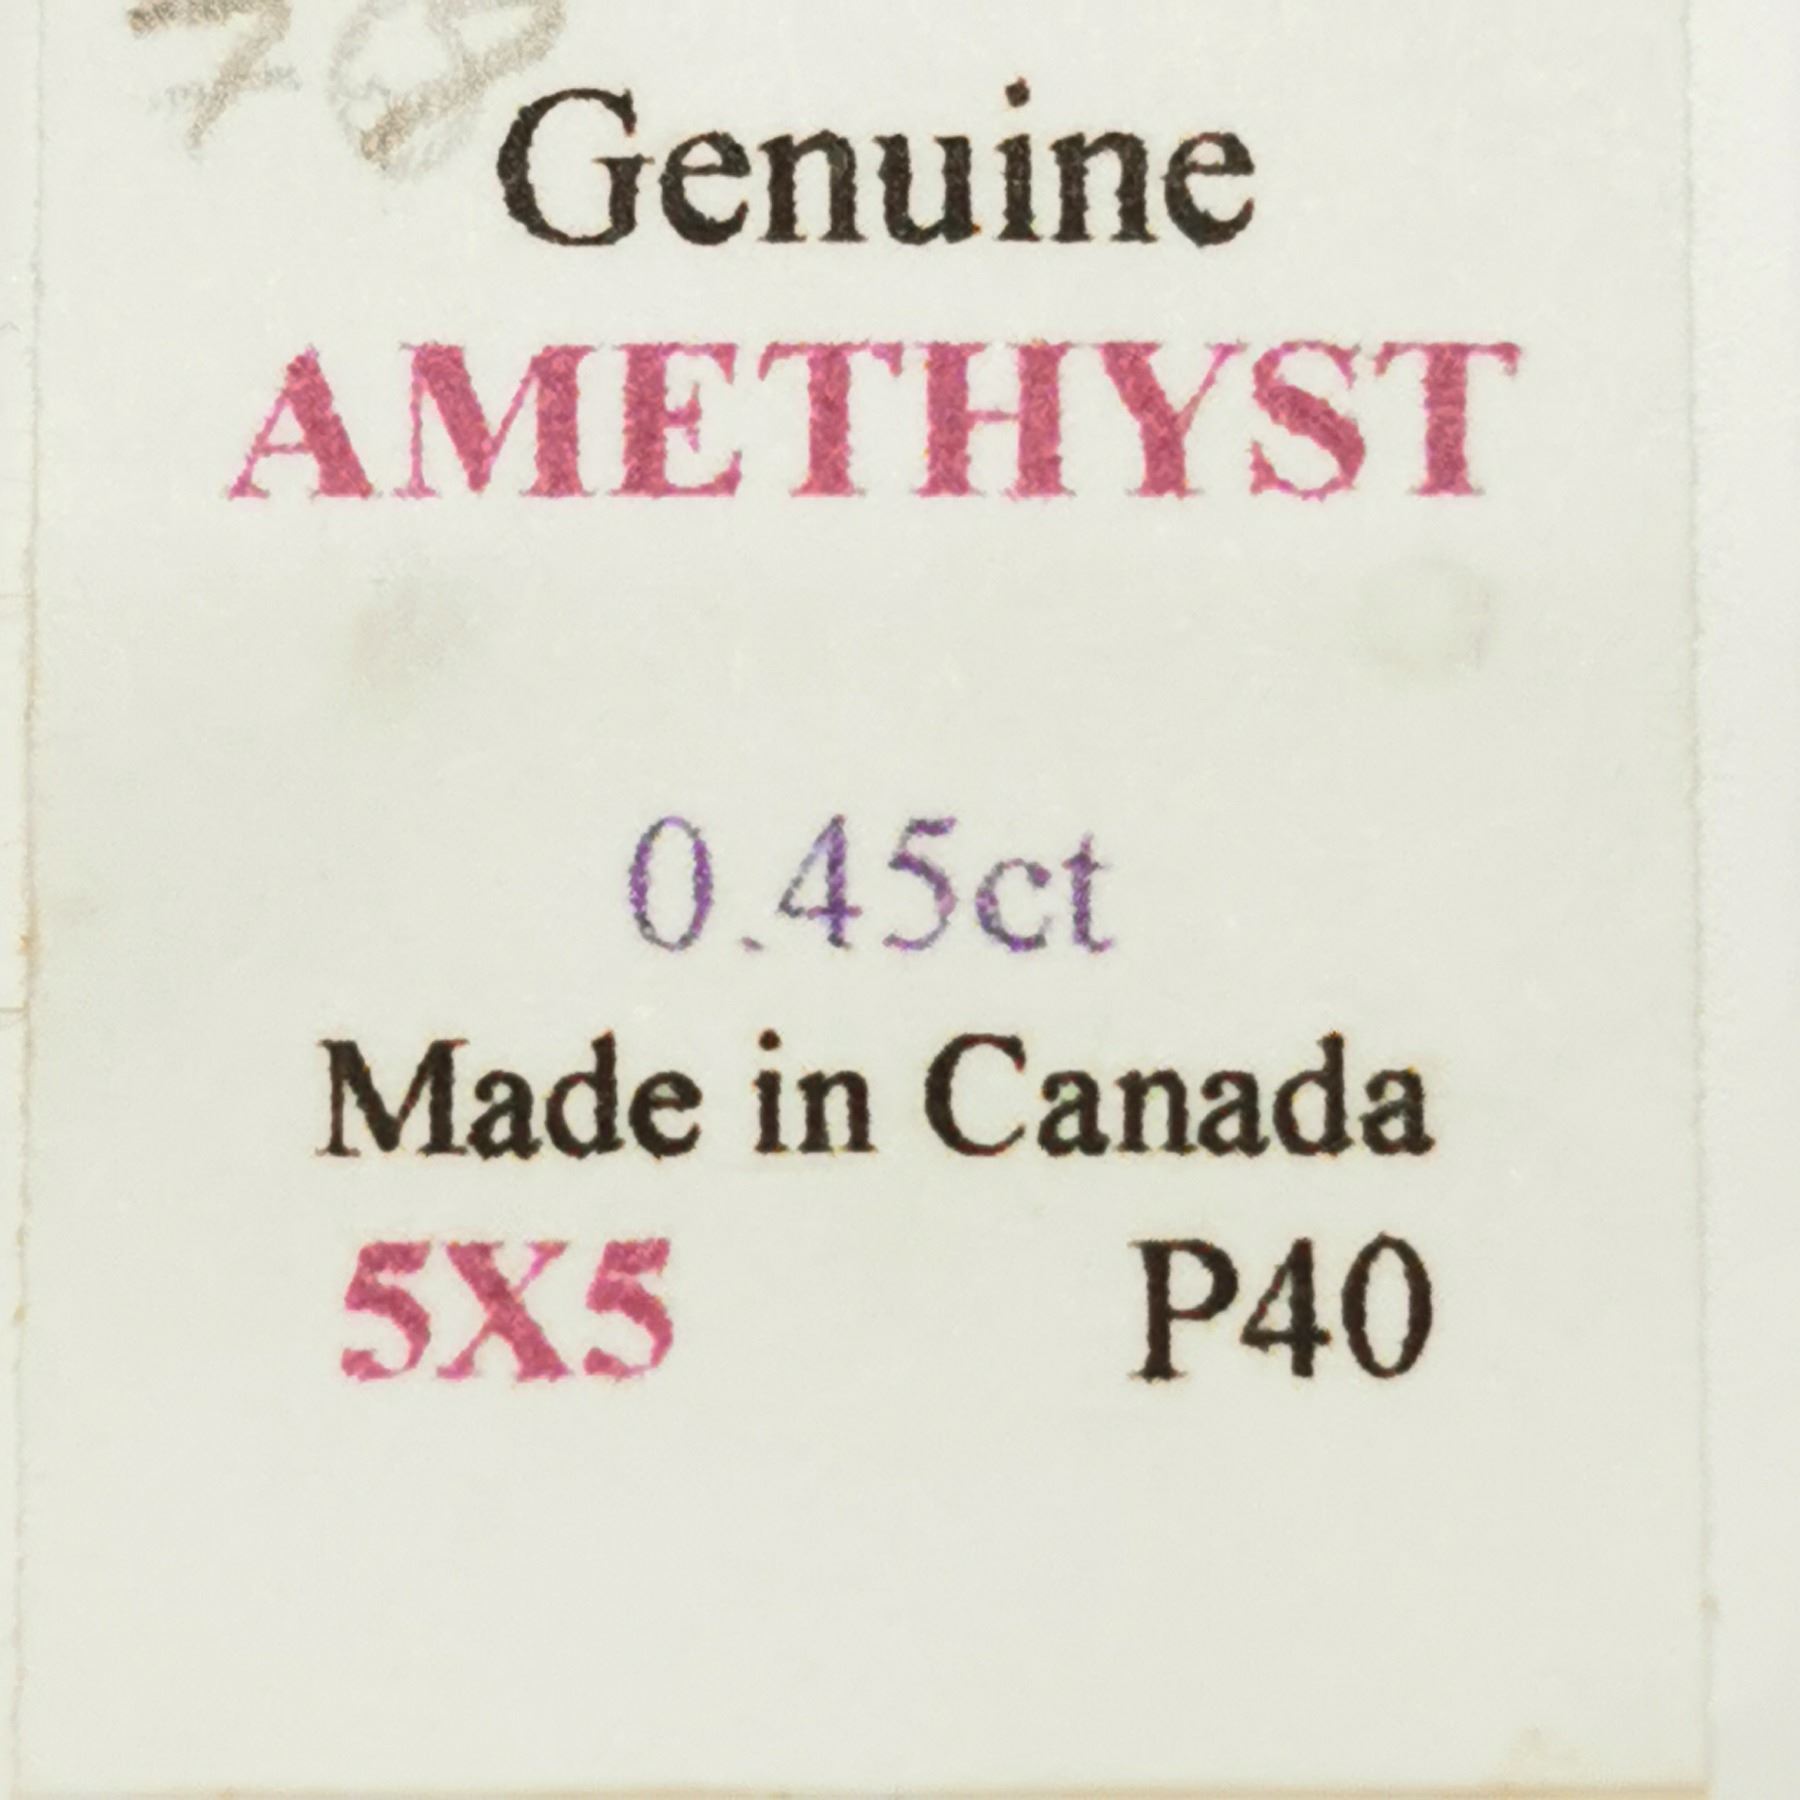 Genuine
AMETHYST
0.45ct
Made in Canada
5X5 P40